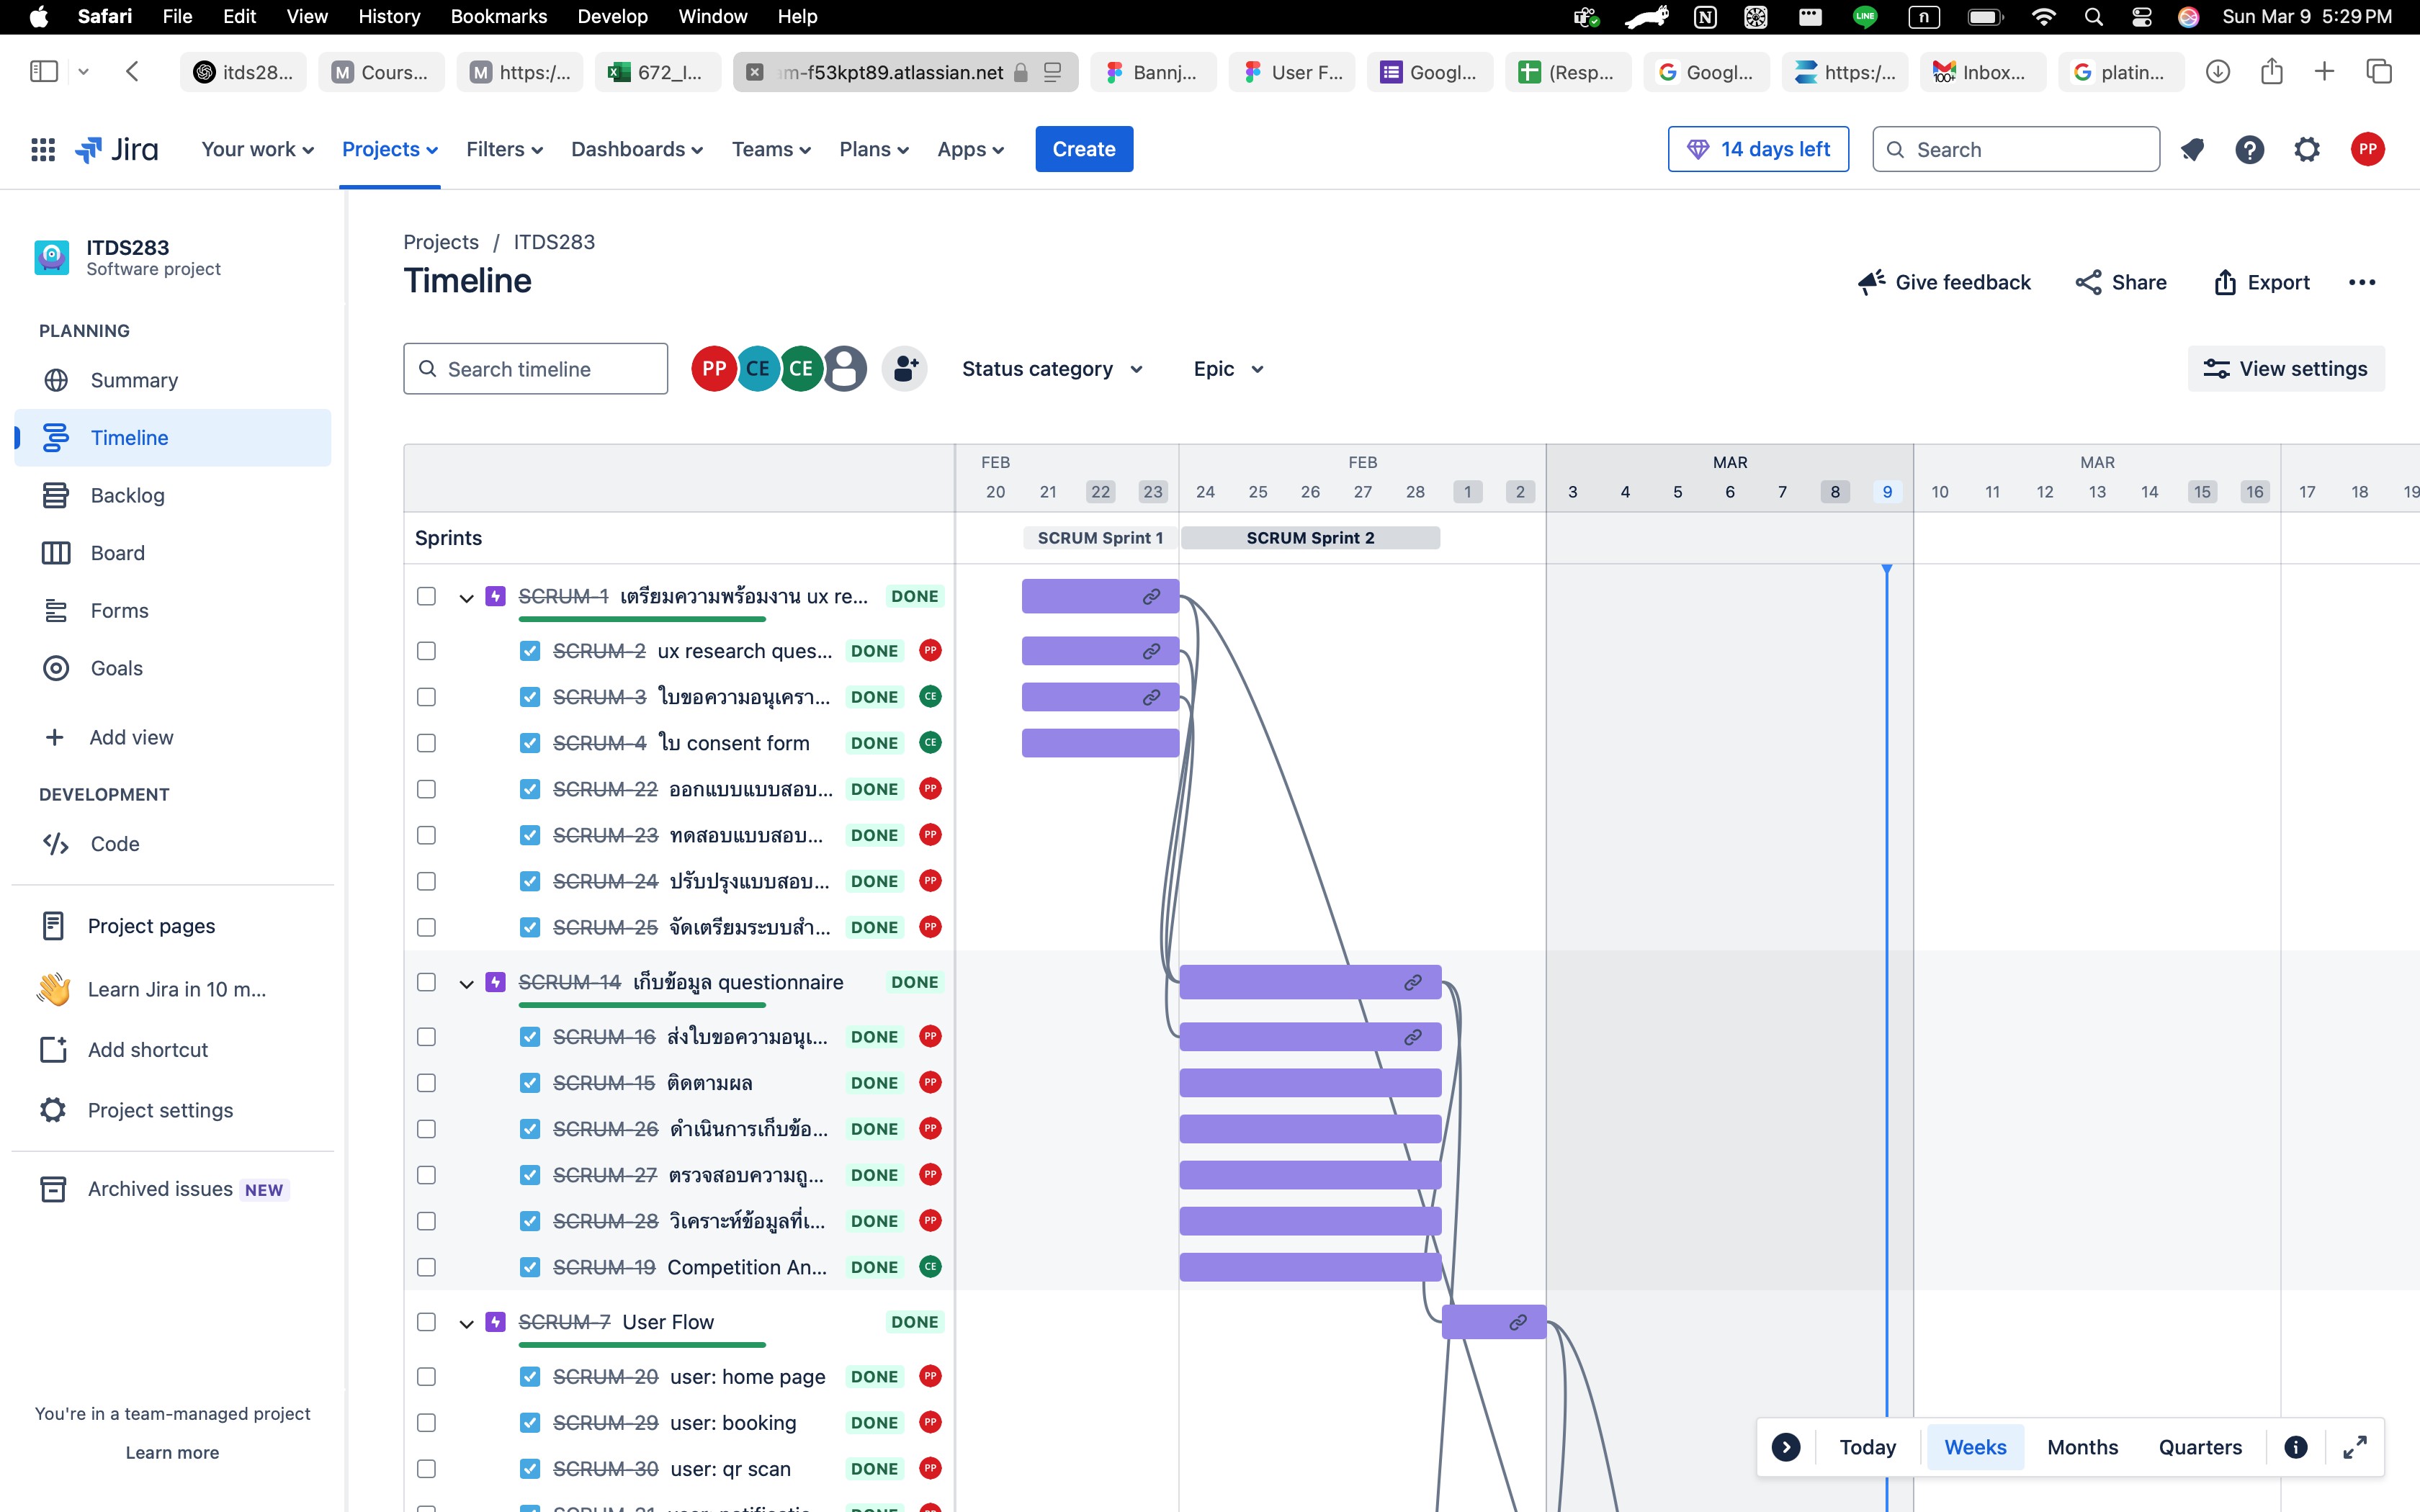 Safari File Edit View History Bookmarks Develop Window Help LINE ก Sun Mar 9 5:29 PM
itds28... M Cours... M https:/... 672_I... m-f53kpt89.atlassian.net Bannj... User F... Googl... (Resp... Googl... https:/... 100+ Inbox... platin...
Jira Your work Projects Filters Dashboards Teams Plans Apps Create 14 days left Search PP
ITDS283
Software project
PLANNING
Summary
Timeline
Backlog
Board
Forms
Goals
Add view
DEVELOPMENT
Code
Project pages
Learn Jira in 10 m...
Add shortcut
Project settings
Archived issues NEW
You're in a team-managed project
Learn more
Projects / ITDS283
Timeline
Give feedback Share Export
Search timeline PP CE CE Status category Epic View settings
FEB FEB MAR MAR
20 21 22 23 24 25 26 27 28 1 2 3 4 5 6 7 8 9 10 11 12 13 14 15 16 17 18 19
Sprints SCRUM Sprint 1 SCRUM Sprint 2
SCRUM-1 เตรียมความพร้อมงาน ux re... DONE
SCRUM-2 ux research ques... DONE PP
SCRUM-3 ใบขอความอนุเครา... DONE CE
SCRUM-4 ใบ consent form DONE CE
SCRUM-22 ออกแบบแบบสอบ... DONE PP
SCRUM-23 ทดสอบแบบสอบ... DONE PP
SCRUM-24 ปรับปรุงแบบสอบ... DONE PP
SCRUM-25 จัดเตรียมระบบสำ... DONE PP
SCRUM-14 เก็บข้อมูล questionnaire DONE
SCRUM-16 ส่งใบขอความอนุเ... DONE PP
SCRUM-15 ติดตามผล DONE PP
SCRUM-26 ดำเนินการเก็บข้อ... DONE PP
SCRUM-27 ตรวจสอบความถู... DONE PP
SCRUM-28 วิเคราะห์ข้อมูลที่เ... DONE PP
SCRUM-19 Competition An... DONE CE
SCRUM-7 User Flow DONE
SCRUM-20 user: home page DONE PP
SCRUM-29 user: booking DONE PP
SCRUM-30 user: qr scan DONE PP
Today Weeks Months Quarters